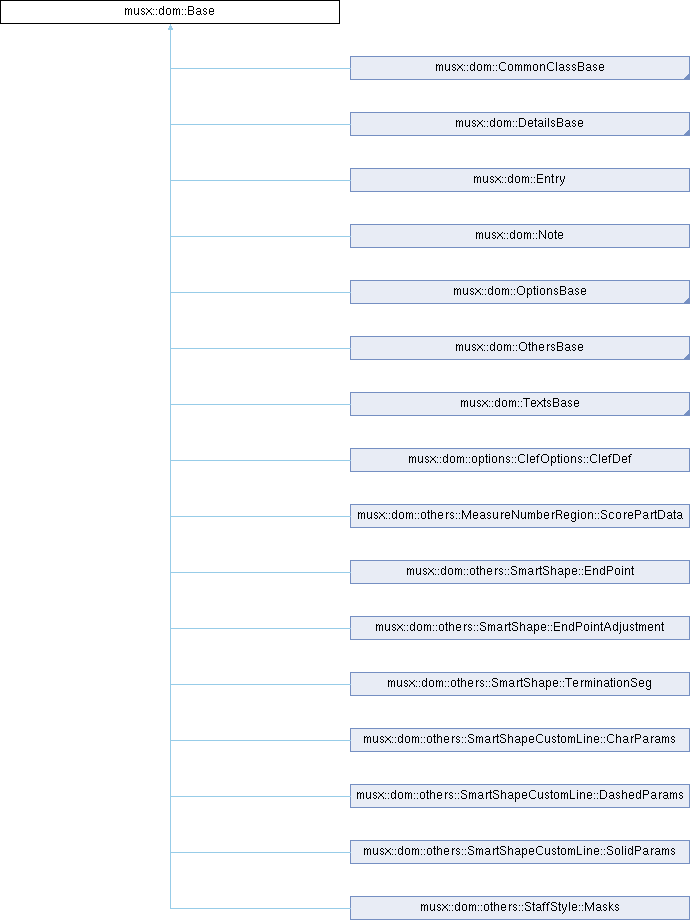 musx::dom::Base
musx::dom::CommonClassBase
musx::dom::DetailsBase
musx::dom::Entry
musx::dom::Note
musx::dom::OptionsBase
musx::dom::OthersBase
musx::dom::TextsBase
musx::dom::options::ClefOptions::ClefDef
musx::dom::others::MeasureNumberRegion::ScorePartData
musx::dom::others::SmartShape::EndPoint
musx::dom::others::SmartShape::EndPointAdjustment
musx::dom::others::SmartShape::TerminationSeg
musx::dom::others::SmartShapeCustomLine::CharParams
musx::dom::others::SmartShapeCustomLine::DashedParams
musx::dom::others::SmartShapeCustomLine::SolidParams
musx::dom::others::StaffStyle::Masks